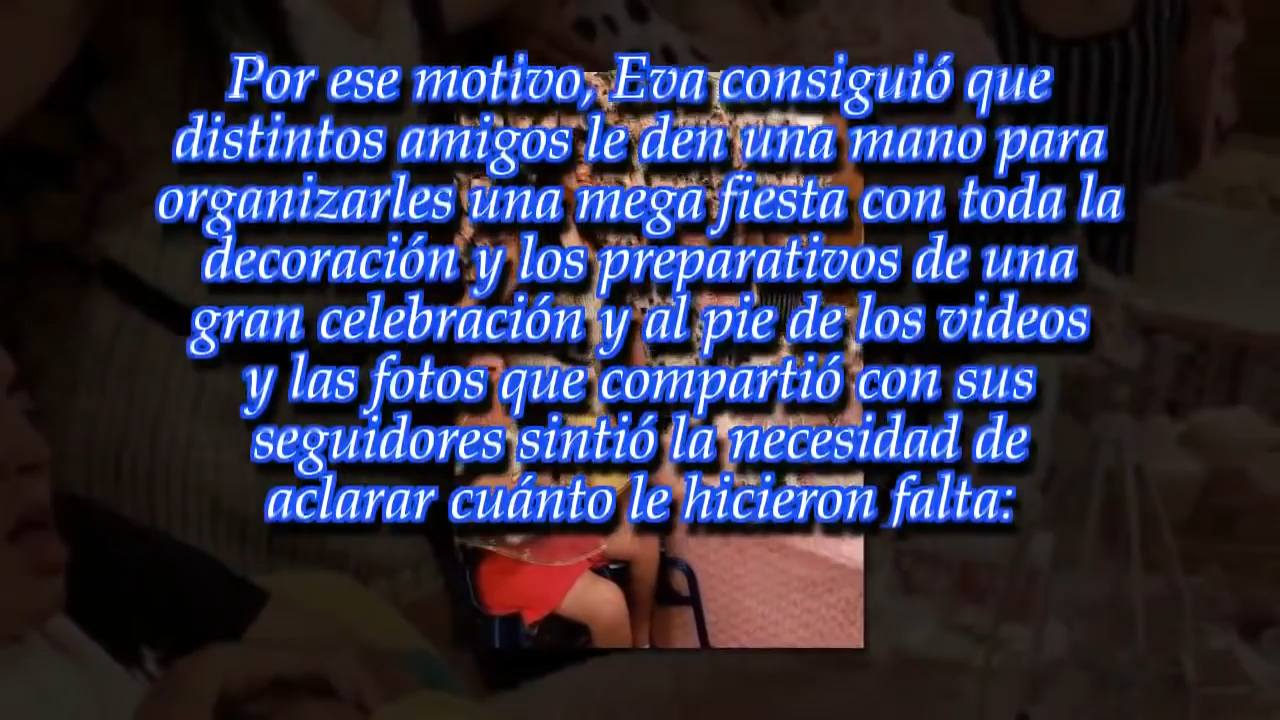 Por ese motivo, Eva consiguió que
distintos amigos le den una mano para
organizarles una mega fiesta con toda la
decoración y los preparativos de una
gran celebración y al pie de los videos
y las fotos que compartió con sus
seguidores sintió la necesidad de
aclarar cuánto le hicieron falta: